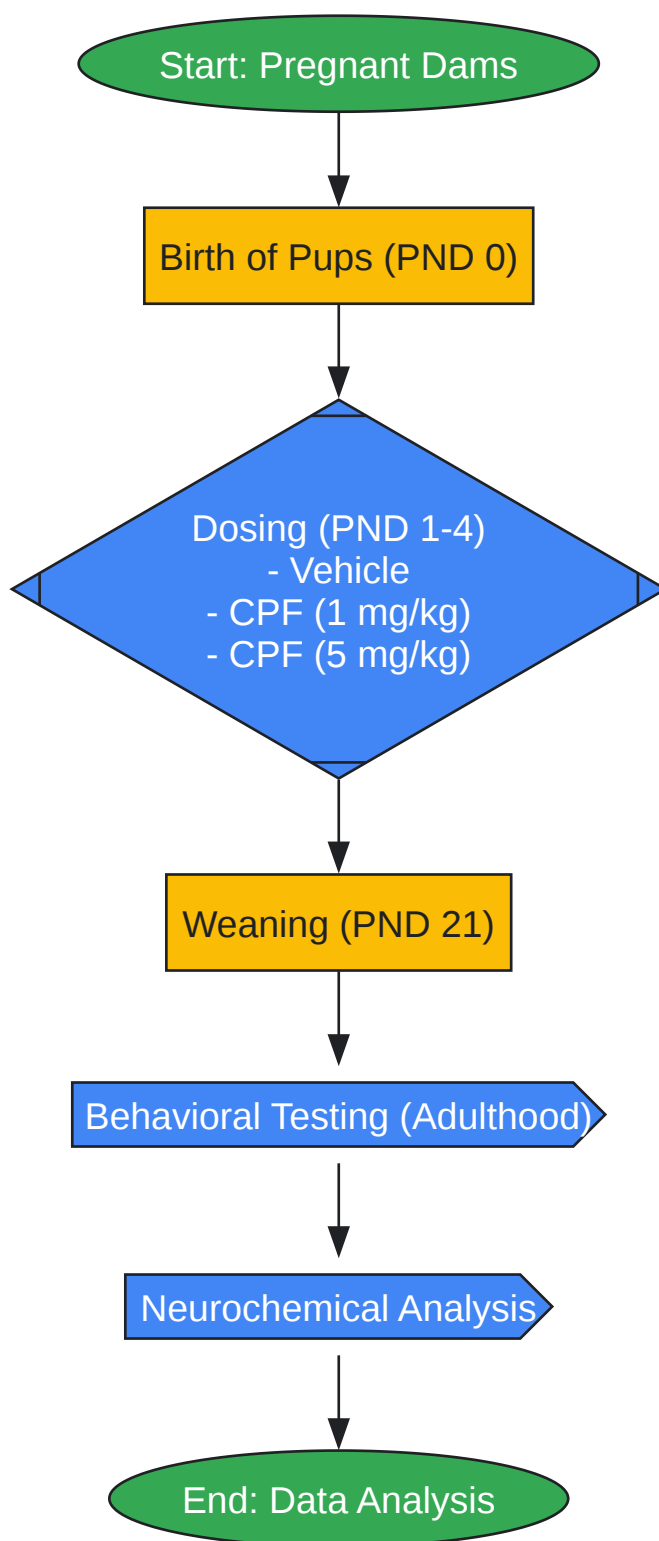 Start: Pregnant Dams
Birth of Pups (PND 0)
Dosing (PND 1-4)
- Vehicle
- CPF (1 mg/kg)
- CPF (5 mg/kg)
Weaning (PND 21)
Behavioral Testing (Adulthood)
Neurochemical Analysis
End: Data Analysis